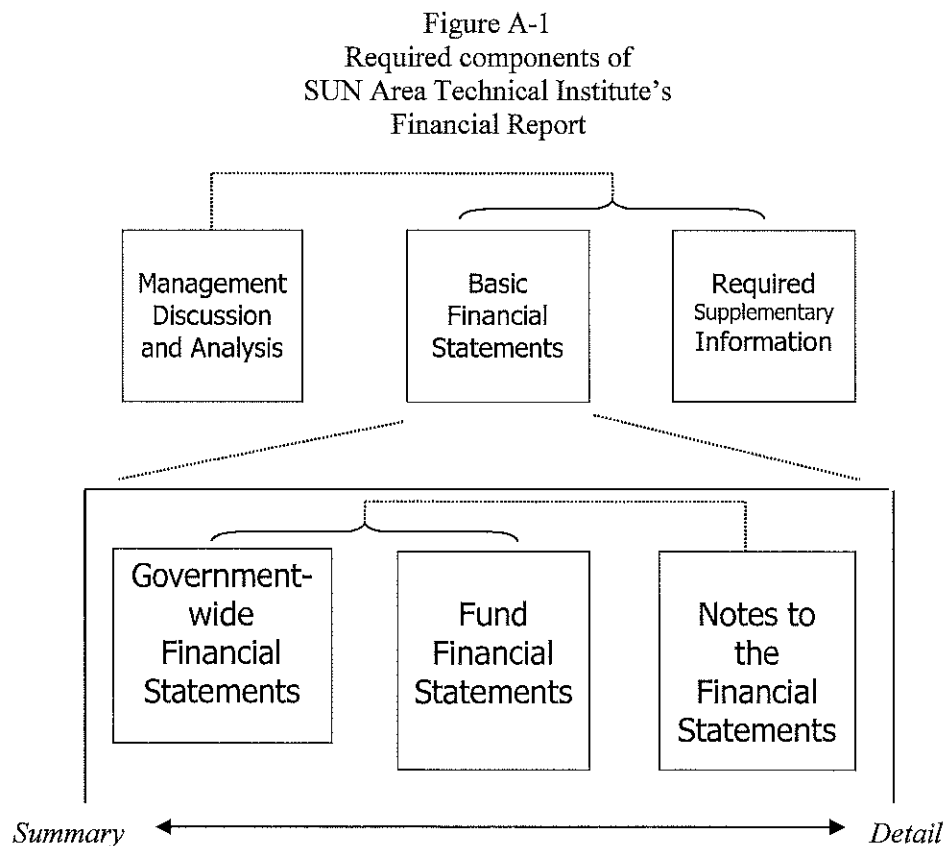 Figure A-1
Required components of
SUN Area Technical Institute's
Financial Report
Management
Discussion
and Analysis
Basic
Financial
Statements
Required
Supplementary
Information
Government-
wide
Financial
Statements
Fund
Financial
Statements
Notes to
the
Financial
Statements
Summary
Detail